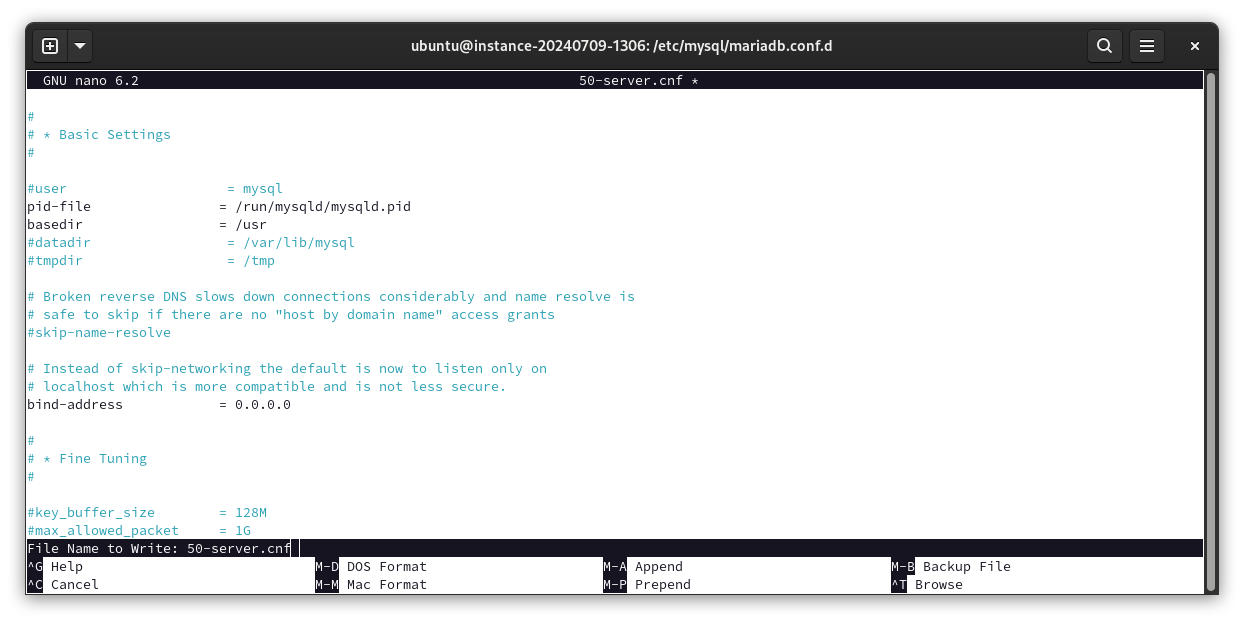 ubuntu@instance-20240709-1306: /etc/mysql/mariadb.conf.d
GNU nano 6.2 50-server.cnf *
#
# * Basic Settings
#
#user = mysql
pid-file = /run/mysqld/mysqld.pid
basedir = /usr
#datadir = /var/lib/mysql
#tmpdir = /tmp
# Broken reverse DNS slows down connections considerably and name resolve is
# safe to skip if there are no "host by domain name" access grants
#skip-name-resolve
# Instead of skip-networking the default is now to listen only on
# localhost which is more compatible and is not less secure.
bind-address = 0.0.0.0
#
# * Fine Tuning
#
#key_buffer_size = 128M
#max_allowed_packet = 1G
File Name to Write: 50-server.cnf
^G Help M-D DOS Format M-A Append M-B Backup File
^C Cancel M-M Mac Format M-P Prepend ^T Browse